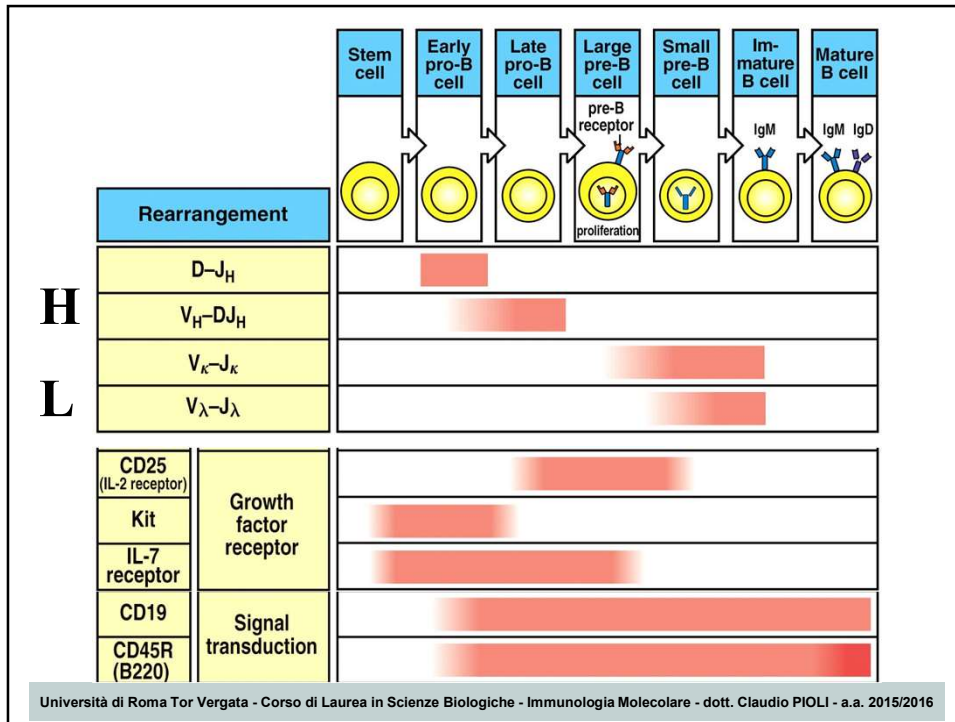 Stem
cell
Early
pro-B
cell
Late
pro-B
cell
Large
pre-B
cell
Small
pre-B
cell
Im-
mature
B cell
Mature
B cell
pre-B
receptor
IgM
IgM IgD
proliferation
Rearrangement
H
D–JH
VH–DJH
L
Vκ–Jκ
Vλ–Jλ
CD25
(IL-2 receptor)
Kit
IL-7
receptor
Growth
factor
receptor
CD19
CD45R
(B220)
Signal
transduction
Università di Roma Tor Vergata - Corso di Laurea in Scienze Biologiche - Immunologia Molecolare - dott. Claudio PIOLI - a.a. 2015/2016